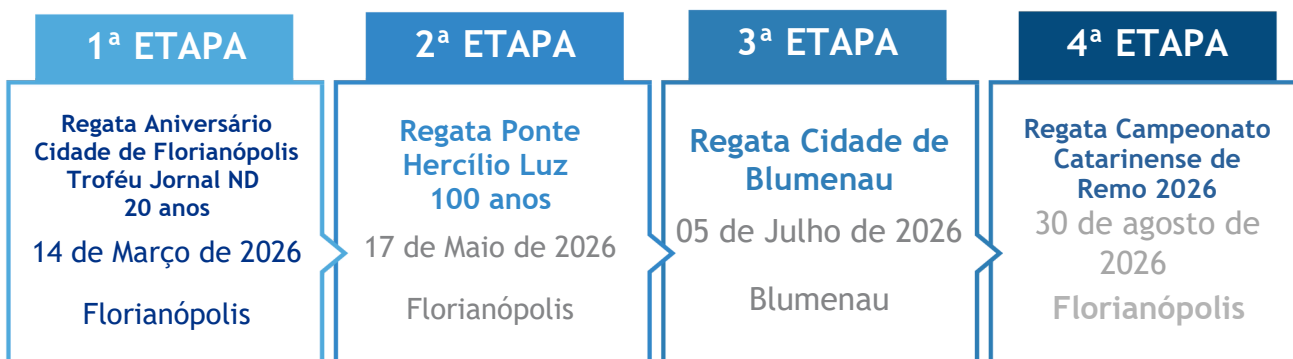 1ª ETAPA
Regata Aniversário
Cidade de Florianópolis
Troféu Jornal ND
20 anos
14 de Março de 2026
Florianópolis
2ª ETAPA
Regata Ponte
Hercílio Luz
100 anos
17 de Maio de 2026
Florianópolis
3ª ETAPA
Regata Cidade de
Blumenau
05 de Julho de 2026
Blumenau
4ª ETAPA
Regata Campeonato
Catarinense de
Remo 2026
30 de agosto de
2026
Florianópolis